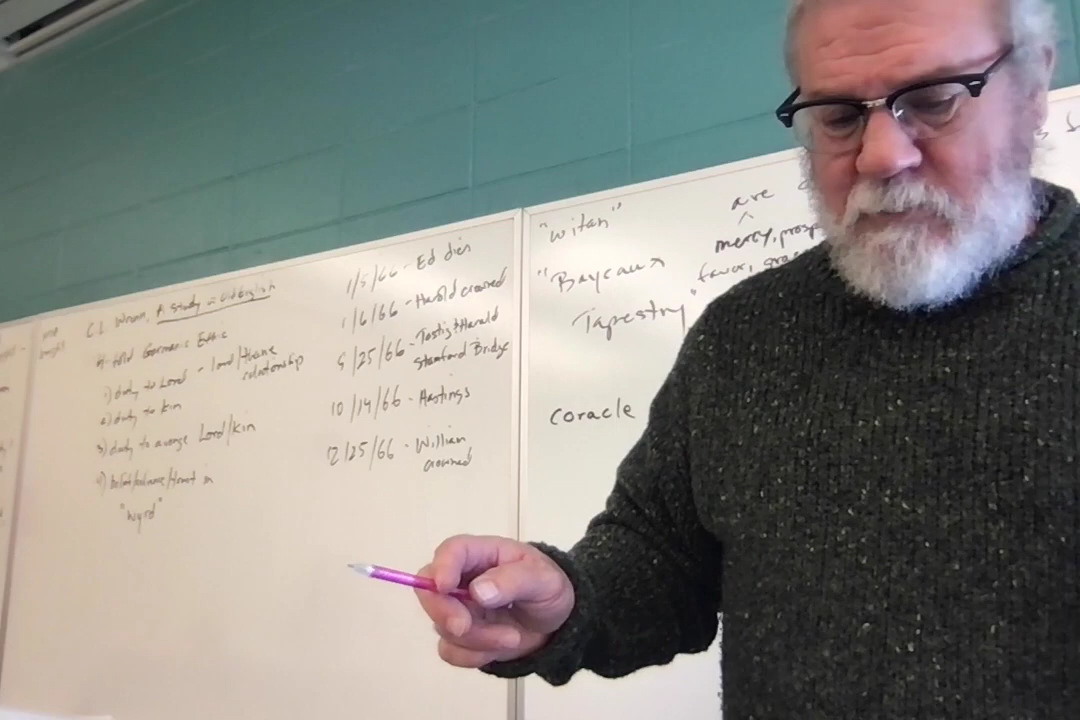 C.L. Wrenn, A Study of Old English
4-fold Germanic Ethic
1) duty to Lord - lord/thane
relationship
2) duty to kin
3) duty to avenge Lord/kin
4) belief/reliance/trust in
"wyrd"
1/5/66 - Ed dies
1/6/66 - Harold crowned
9/25/66 - Tostig + Harald
Stamford Bridge
10/14/66 - Hastings
12/25/66 - William
crowned
"witan"
"Bayeaux
Tapestry"
coracle
are
mercy, prosp
favor, grac